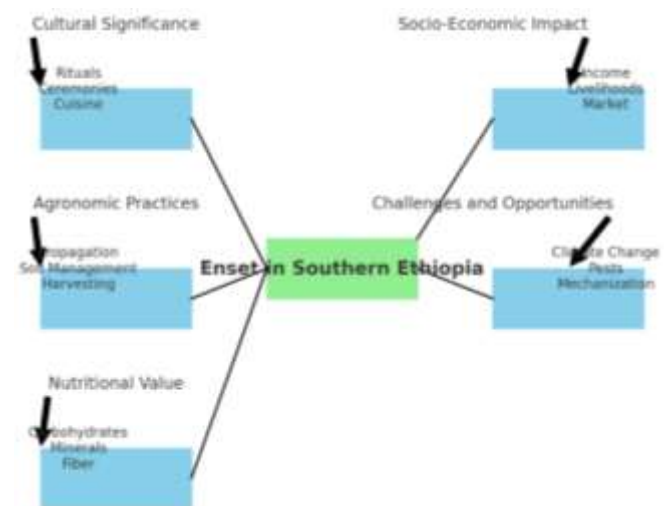 Cultural Significance
Rituals
Ceremonies
Cuisine
Socio-Economic Impact
Income
Livelihoods
Market
Agronomic Practices
Propagation
Soil Management
Harvesting
Challenges and Opportunities
Climate Change
Pests
Mechanization
Enset in Southern Ethiopia
Nutritional Value
Carbohydrates
Minerals
Fiber